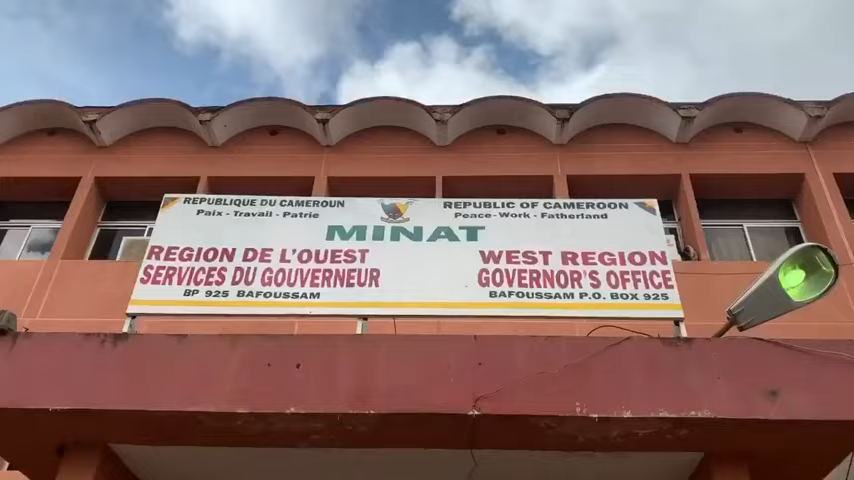 REPUBLIQUE DU CAMEROUN
Paix - Travail - Patrie
REPUBLIC OF CAMEROON
Peace - Work - Fatherland
MINAT
REGION DE L'OUEST
SERVICES DU GOUVERNEUR
BP 925 BAFOUSSAM
WEST REGION
GOVERNOR'S OFFICE
BAFOUSSAM P.O. BOX 925